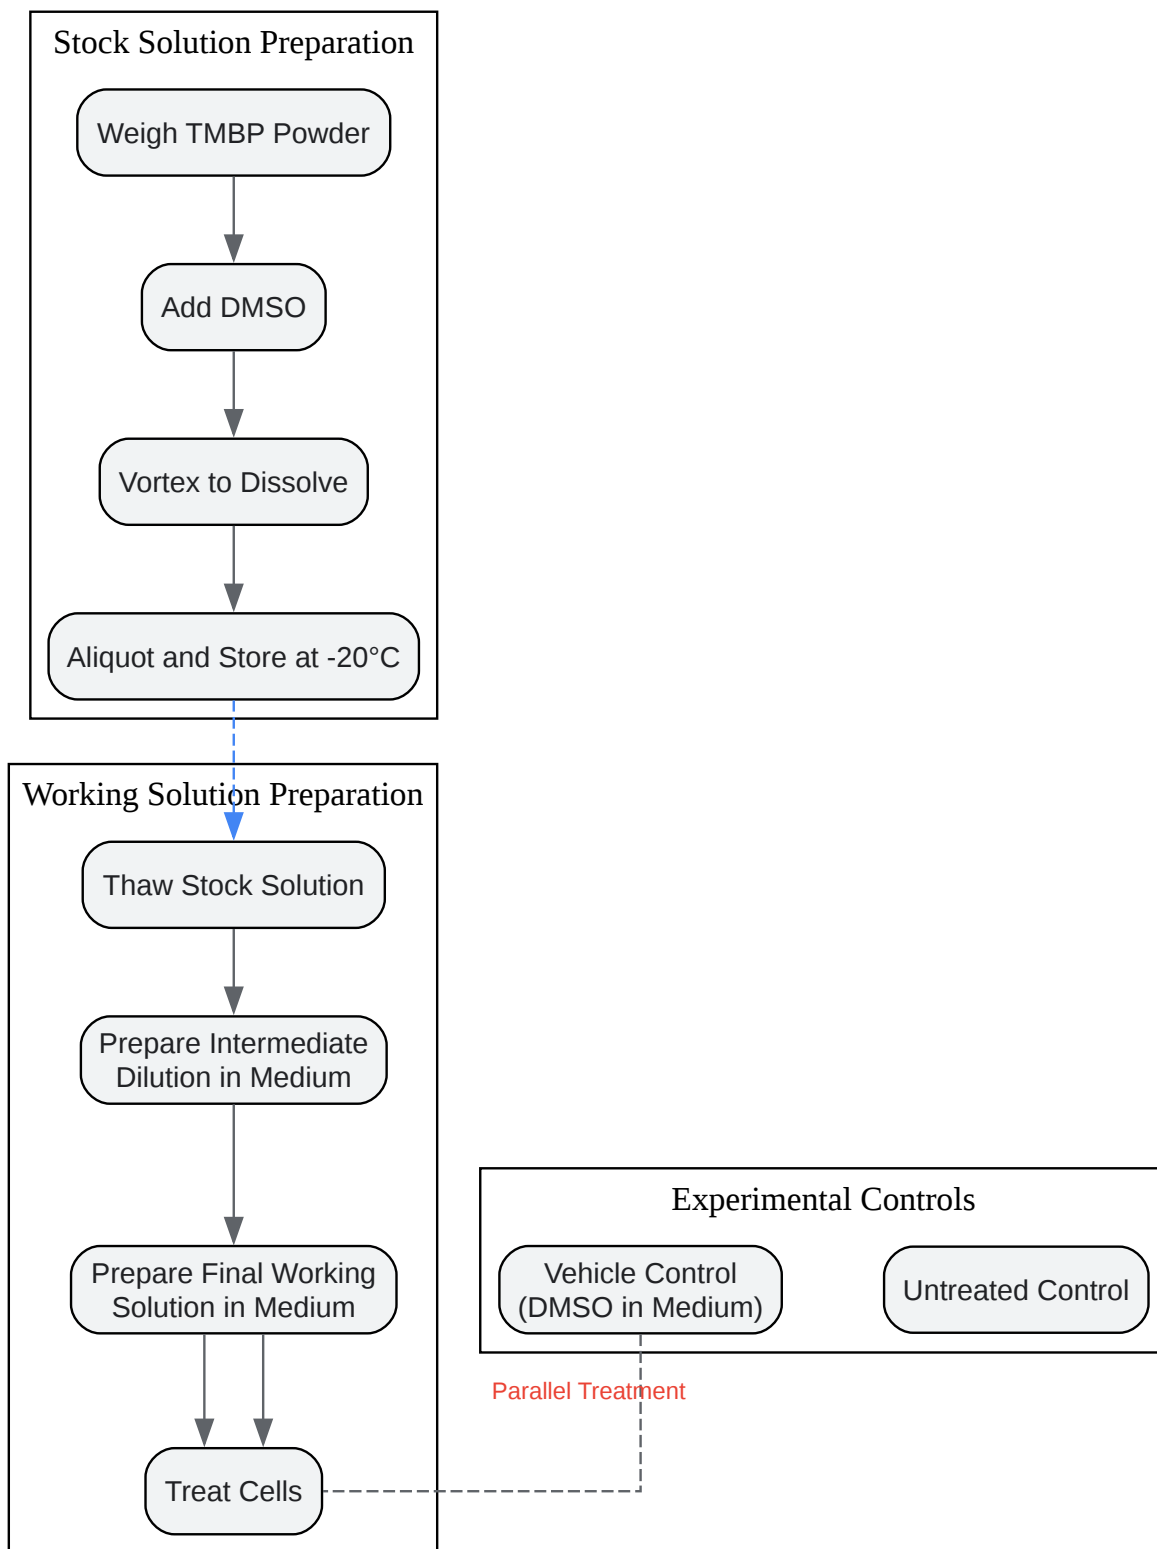 Stock Solution Preparation
Weigh TMBP Powder
Add DMSO
Vortex to Dissolve
Aliquot and Store at -20°C
Working Solution Preparation
Thaw Stock Solution
Prepare Intermediate
Dilution in Medium
Prepare Final Working
Solution in Medium
Treat Cells
Experimental Controls
Vehicle Control
(DMSO in Medium)
Untreated Control
Parallel Treatment